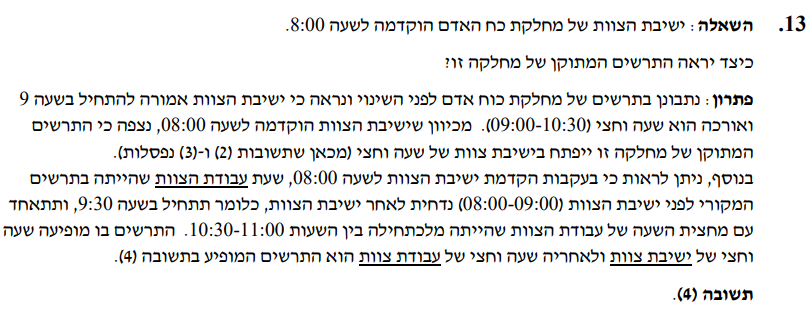 13. השאלה: ישיבת הצוות של מחלקת כח האדם הוקדמה לשעה 8:00.
כיצד יראה התרשים המתוקן של מחלקה זו?
פתרון: נתבונן בתרשים של מחלקת כוח אדם לפני השינוי ונראה כי ישיבת הצוות אמורה להתחיל בשעה 9
ואורכה הוא שעה וחצי (09:00-10:30). מכיוון שישיבת הצוות הוקדמה לשעה 08:00, נצפה כי התרשים
המתוקן של מחלקה זו ייפתח בישיבת צוות של שעה וחצי (מכאן שתשובות (2) ו-(3) נפסלות).
בנוסף, ניתן לראות כי בעקבות הקדמת ישיבת הצוות לשעה 08:00, שעת עבודת הצוות שהייתה בתרשים
המקורי לפני ישיבת הצוות (08:00-09:00) נדחית לאחר ישיבת הצוות, כלומר תתחיל בשעה 9:30, ותתאחד
עם מחצית השעה של עבודת הצוות שהייתה מלכתחילה בין השעות 10:30-11:00. התרשים בו מופיעה שעה
וחצי של ישיבת צוות ולאחריה שעה וחצי של עבודת צוות הוא התרשים המופיע בתשובה (4).
תשובה (4).